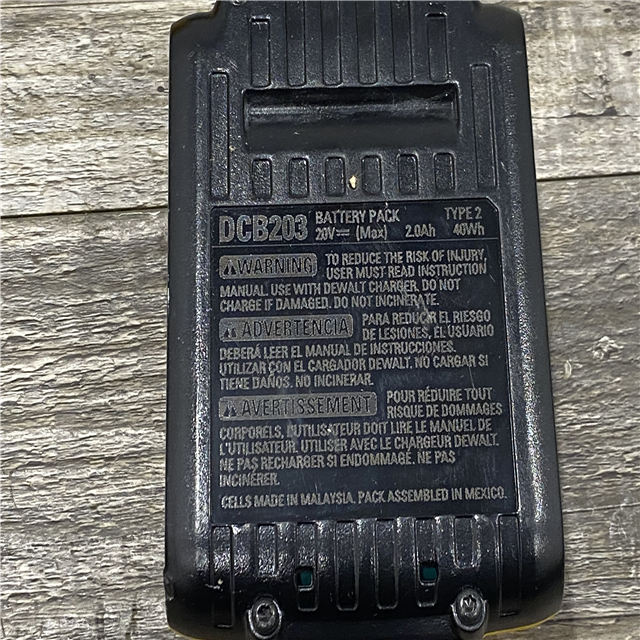 DCB203 BATTERY PACK TYPE 2
20V⎓ (Max) 2.0Ah 40Wh
⚠WARNING TO REDUCE THE RISK OF INJURY,
USER MUST READ INSTRUCTION
MANUAL. USE WITH DEWALT CHARGER. DO NOT
CHARGE IF DAMAGED. DO NOT INCINERATE.
⚠ADVERTENCIA PARA REDUCIR EL RIESGO
DE LESIONES, EL USUARIO
DEBERÁ LEER EL MANUAL DE INSTRUCCIONES.
UTILIZAR CON EL CARGADOR DEWALT. NO CARGAR SI
TIENE DAÑOS. NO INCINERAR.
⚠AVERTISSEMENT POUR RÉDUIRE TOUT
RISQUE DE DOMMAGES
CORPORELS, L'UTILISATEUR DOIT LIRE LE MANUEL DE
L'UTILISATEUR. UTILISER AVEC LE CHARGEUR DEWALT.
NE PAS RECHARGER SI ENDOMMAGÉ. NE PAS
INCINÉRER.
CELLS MADE IN MALAYSIA. PACK ASSEMBLED IN MEXICO.